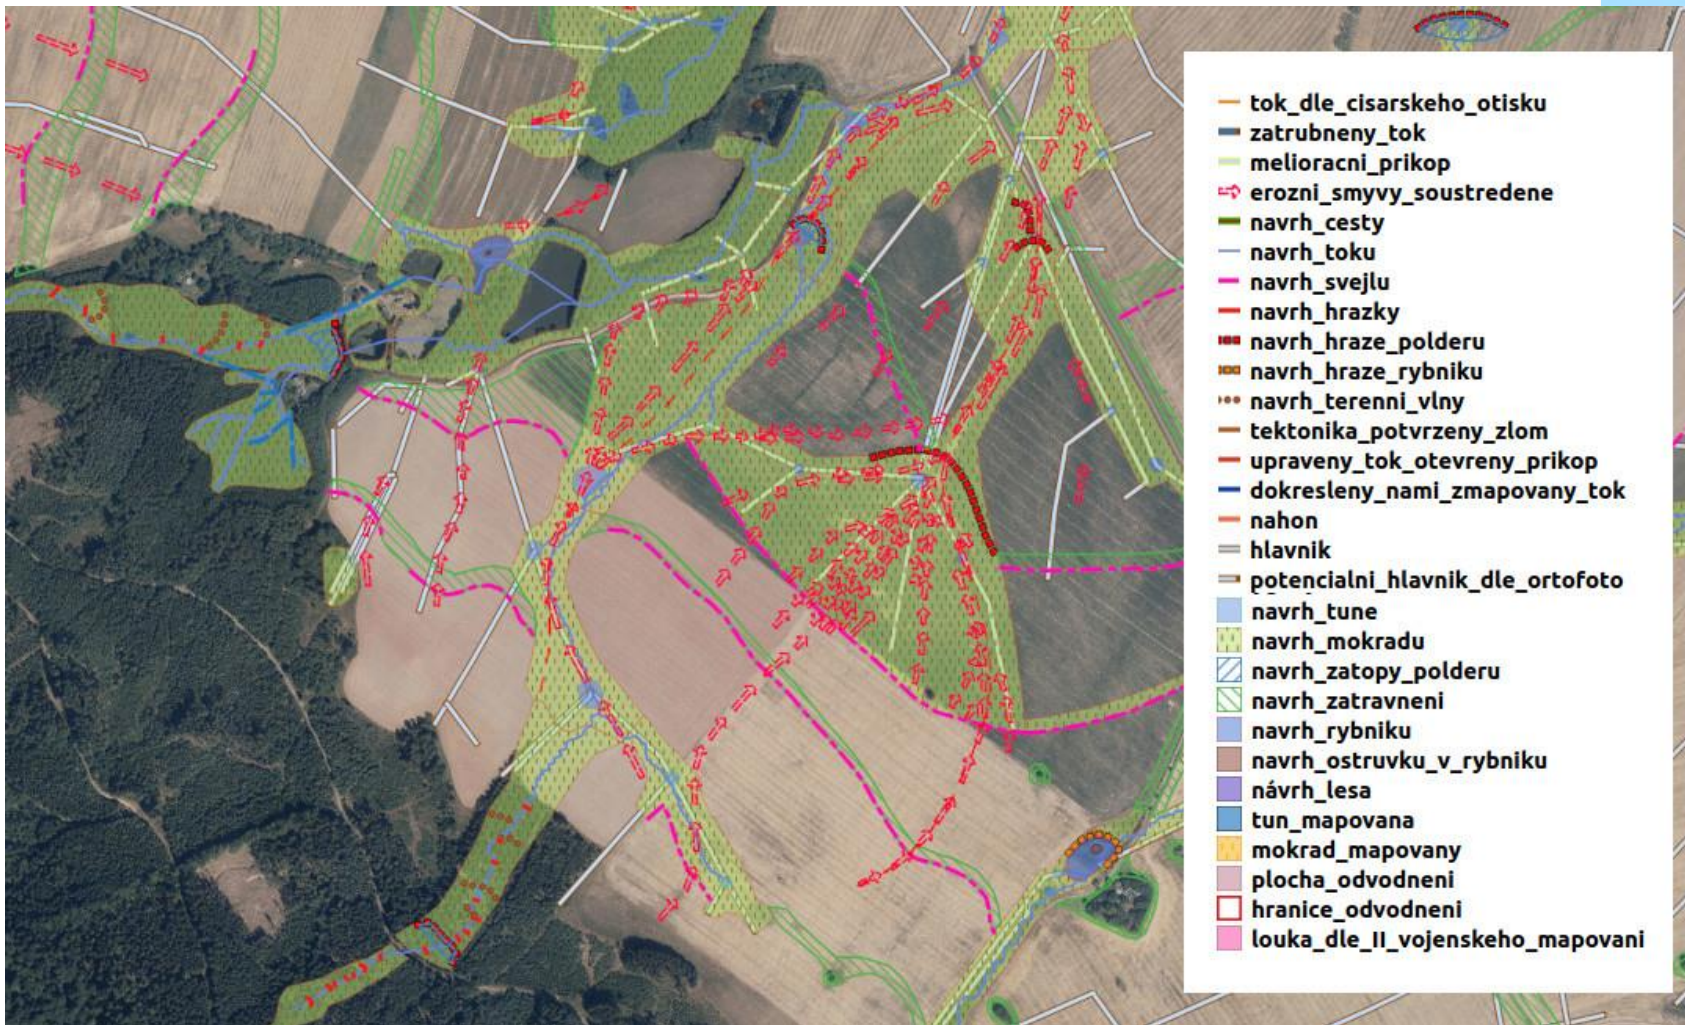 tok_dle_cisarskeho_otisku
zatrubneny_tok
melioracni_prikop
erozni_smyvy_soustredene
navrh_cesty
navrh_toku
navrh_svejlu
navrh_hrazky
navrh_hraze_polderu
navrh_hraze_rybniku
navrh_terenni_vlny
tektonika_potvrzeny_zlom
upraveny_tok_otevreny_prikop
dokresleny_nami_zmapovany_tok
nahon
hlavnik
potencialni_hlavnik_dle_ortofoto
navrh_tune
navrh_mokradu
navrh_zatopy_polderu
navrh_zatravneni
navrh_rybniku
navrh_ostruvku_v_rybniku
návrh_lesa
tun_mapovana
mokrad_mapovany
plocha_odvodneni
hranice_odvodneni
louka_dle_II_vojenskeho_mapovani